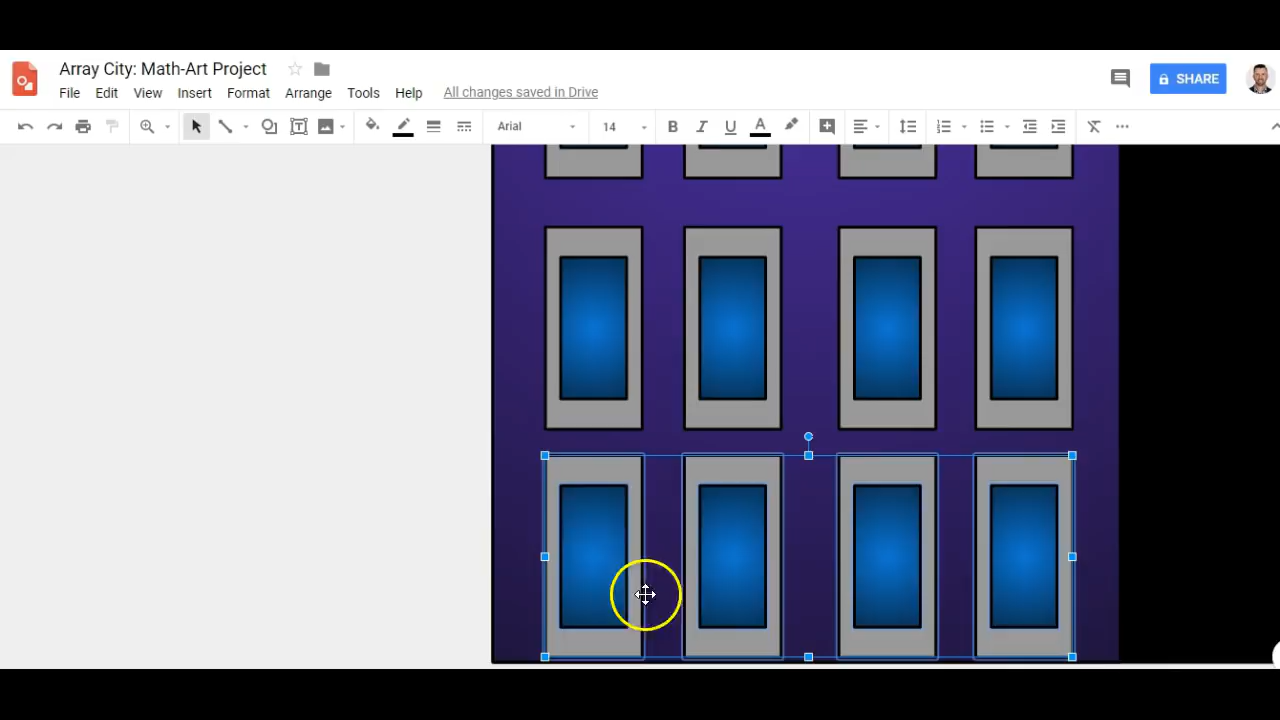 Array City: Math-Art Project
File Edit View Insert Format Arrange Tools Help All changes saved in Drive
SHARE
Arial 14 B I U A